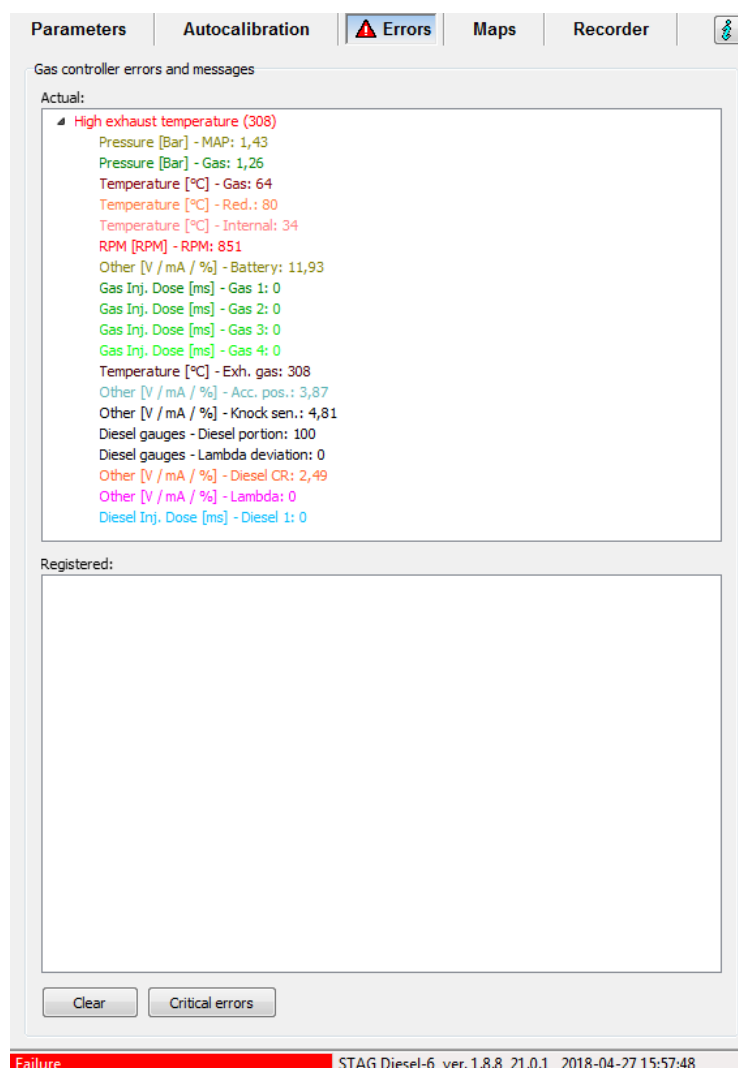 Parameters Autocalibration Errors Maps Recorder
Gas controller errors and messages
Actual:
High exhaust temperature (308)
Pressure [Bar] - MAP: 1,43
Pressure [Bar] - Gas: 1,26
Temperature [°C] - Gas: 64
Temperature [°C] - Red.: 80
Temperature [°C] - Internal: 34
RPM [RPM] - RPM: 851
Other [V / mA / %] - Battery: 11,93
Gas Inj. Dose [ms] - Gas 1: 0
Gas Inj. Dose [ms] - Gas 2: 0
Gas Inj. Dose [ms] - Gas 3: 0
Gas Inj. Dose [ms] - Gas 4: 0
Temperature [°C] - Exh. gas: 308
Other [V / mA / %] - Acc. pos.: 3,87
Other [V / mA / %] - Knock sen.: 4,81
Diesel gauges - Diesel portion: 100
Diesel gauges - Lambda deviation: 0
Other [V / mA / %] - Diesel CR: 2,49
Other [V / mA / %] - Lambda: 0
Diesel Inj. Dose [ms] - Diesel 1: 0
Registered:
Clear Critical errors
Failure STAG Diesel-6 ver. 1.8.8 21.0.1 2018-04-27 15:57:48